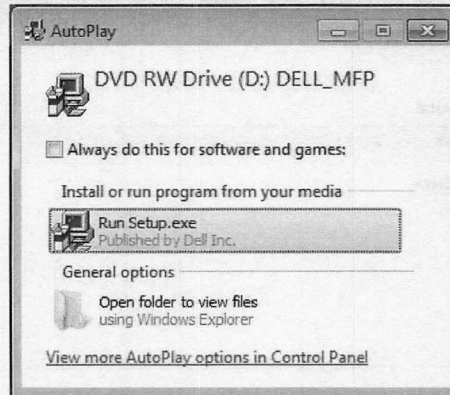 AutoPlay
DVD RW Drive (D:) DELL_MFP
Always do this for software and games:
Install or run program from your media
Run Setup.exe
Published by Dell Inc.
General options
Open folder to view files
using Windows Explorer
View more AutoPlay options in Control Panel